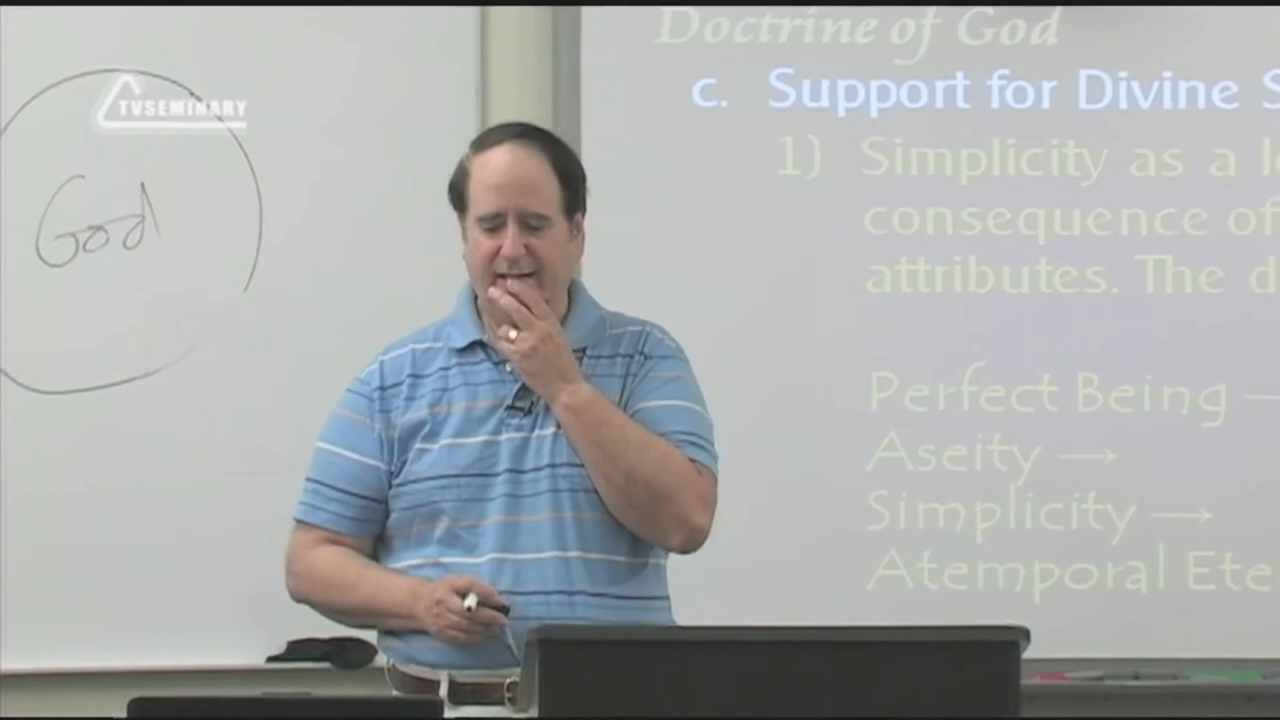 TVSEMINARY
God
Doctrine of God
c. Support for Divine
1) Simplicity as a
consequence of
attributes. The
Perfect Being –
Aseity →
Simplicity →
Atemporal